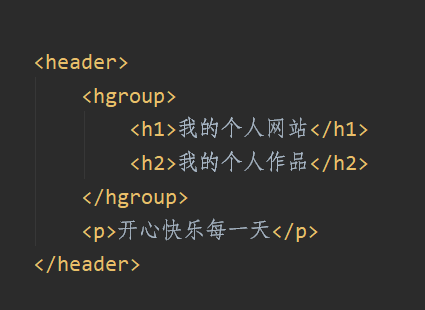 <header>
<hgroup>
<h1>我的个人网站</h1>
<h2>我的个人作品</h2>
</hgroup>
<p>开心快乐每一天</p>
</header>